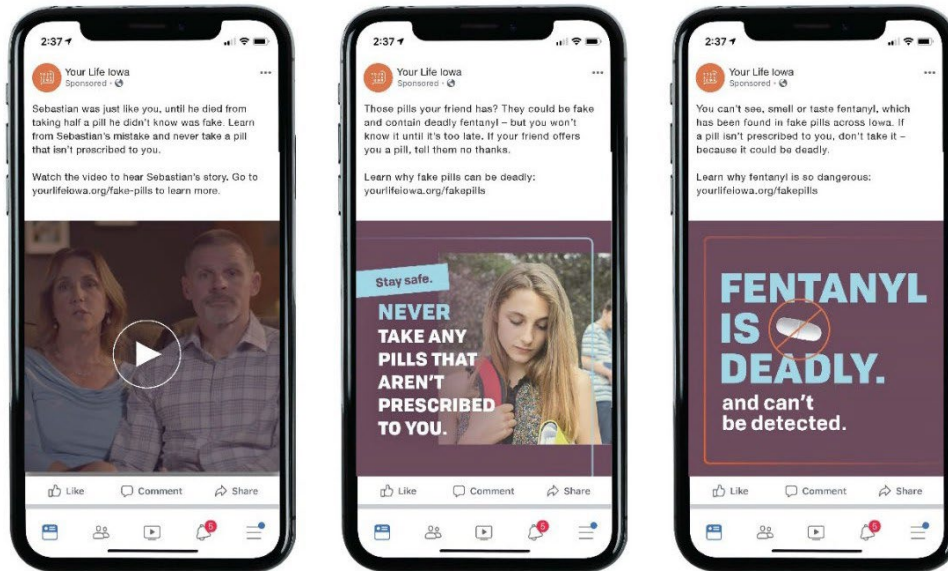 2:37
Your Life Iowa
Sponsored ·
Sebastian was just like you, until he died from
taking half a pill he didn't know was fake. Learn
from Sebastian's mistake and never take a pill
that isn't prescribed to you.
Watch the video to hear Sebastian's story. Go to
yourlifeiowa.org/fake-pills to learn more.
Like Comment Share
5
2:37
Your Life Iowa
Sponsored ·
Those pills your friend has? They could be fake
and contain deadly fentanyl – but you won't
know it until it's too late. If your friend offers
you a pill, tell them no thanks.
Learn why fake pills can be deadly:
yourlifeiowa.org/fakepills
Stay safe.
NEVER
TAKE ANY
PILLS THAT
AREN'T
PRESCRIBED
TO YOU.
Like Comment Share
5
2:37
Your Life Iowa
Sponsored ·
You can't see, smell or taste fentanyl, which
has been found in fake pills across Iowa. If
a pill isn't prescribed to you, don't take it –
because it could be deadly.
Learn why fentanyl is so dangerous:
yourlifeiowa.org/fakepills
FENTANYL
IS
DEADLY.
and can't
be detected.
Like Comment Share
5